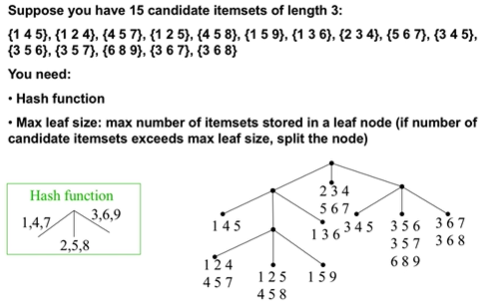 Suppose you have 15 candidate itemsets of length 3:
{1 4 5}, {1 2 4}, {4 5 7}, {1 2 5}, {4 5 8}, {1 5 9}, {1 3 6}, {2 3 4}, {5 6 7}, {3 4 5},
{3 5 6}, {3 5 7}, {6 8 9}, {3 6 7}, {3 6 8}
You need:
• Hash function
• Max leaf size: max number of itemsets stored in a leaf node (if number of
candidate itemsets exceeds max leaf size, split the node)
Hash function
1,4,7
3,6,9
2,5,8
2 3 4
5 6 7
1 4 5
1 3 6
3 4 5
3 5 6
3 6 7
3 5 7
3 6 8
6 8 9
1 2 4
4 5 7
1 2 5
4 5 8
1 5 9